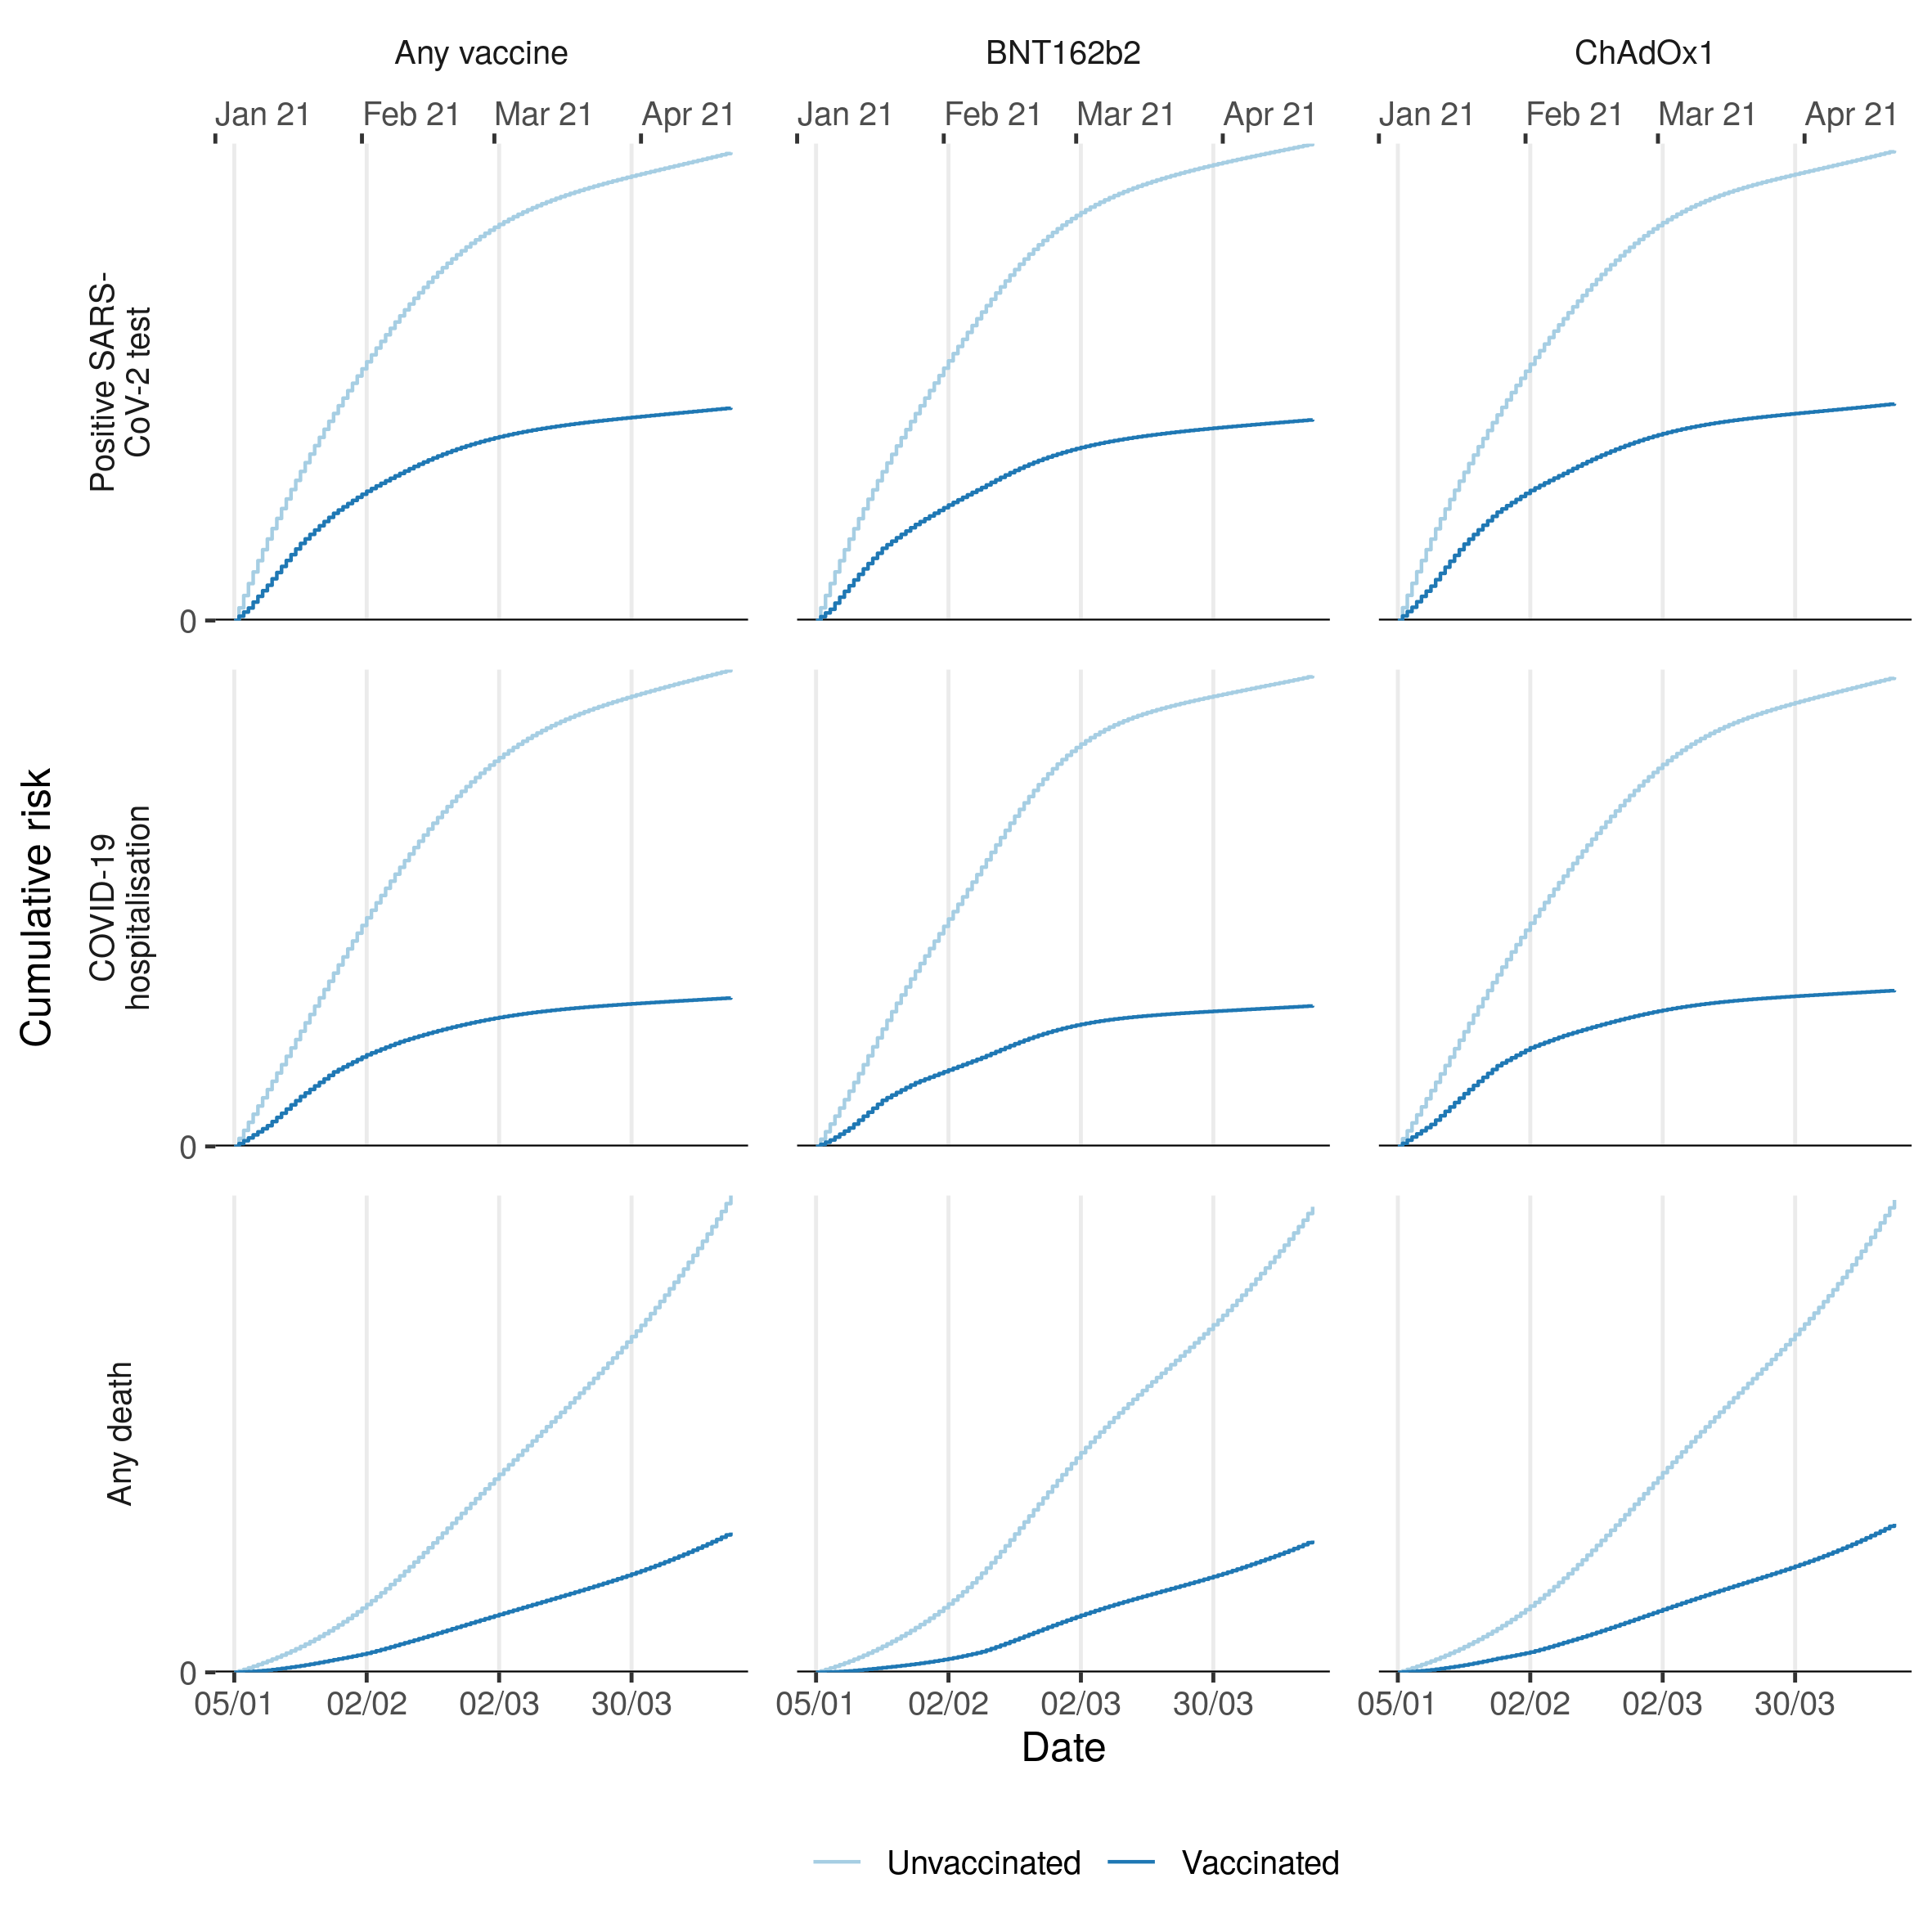 Any vaccine
BNT162b2
ChAdOx1
Jan 21 Feb 21 Mar 21 Apr 21
Jan 21 Feb 21 Mar 21 Apr 21
Jan 21 Feb 21 Mar 21 Apr 21
Cumulative risk
Positive SARS-
CoV-2 test
0
COVID-19
hospitalisation
0
Any death
0
05/01 02/02 02/03 30/03
05/01 02/02 02/03 30/03
05/01 02/02 02/03 30/03
Date
Unvaccinated
Vaccinated